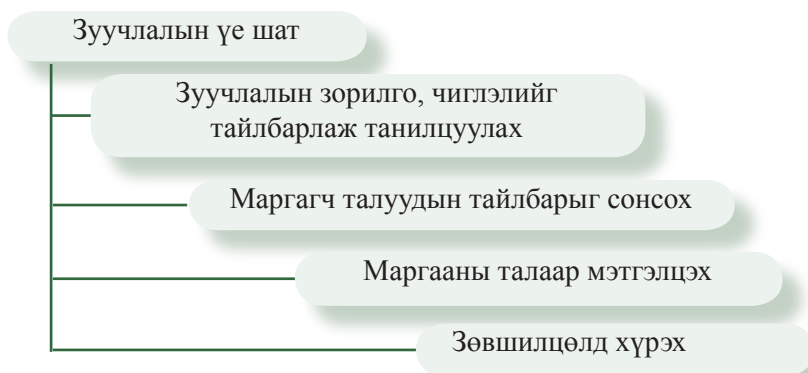 Зуучлалын үе шат
Зуучлалын зорилго, чиглэлийг
тайлбарлаж танилцуулах
Маргагч талуудын тайлбарыг сонсох
Маргааны талаар мэтгэлцэх
Зөвшилцөлд хүрэх